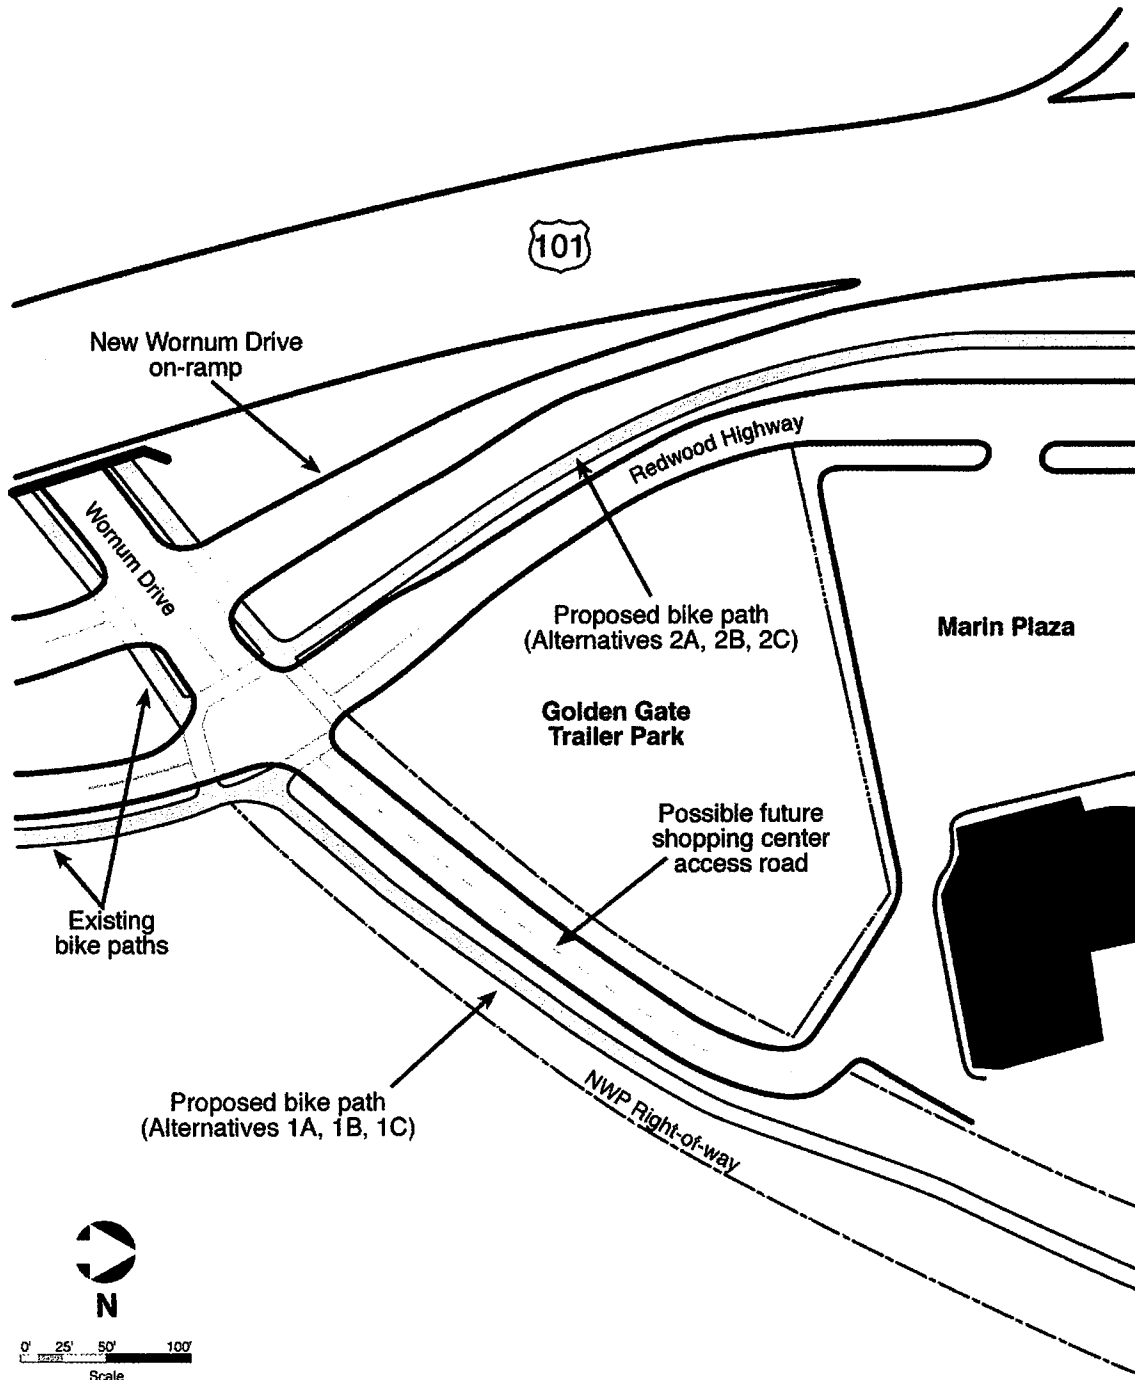 101
New Wornum Drive
on-ramp
Redwood Highway
Wornum Drive
Proposed bike path
(Alternatives 2A, 2B, 2C)
Marin Plaza
Golden Gate
Trailer Park
Possible future
shopping center
access road
Existing
bike paths
Proposed bike path
(Alternatives 1A, 1B, 1C)
NWP Right-of-way
N
0' 25' 50' 100'
Scale